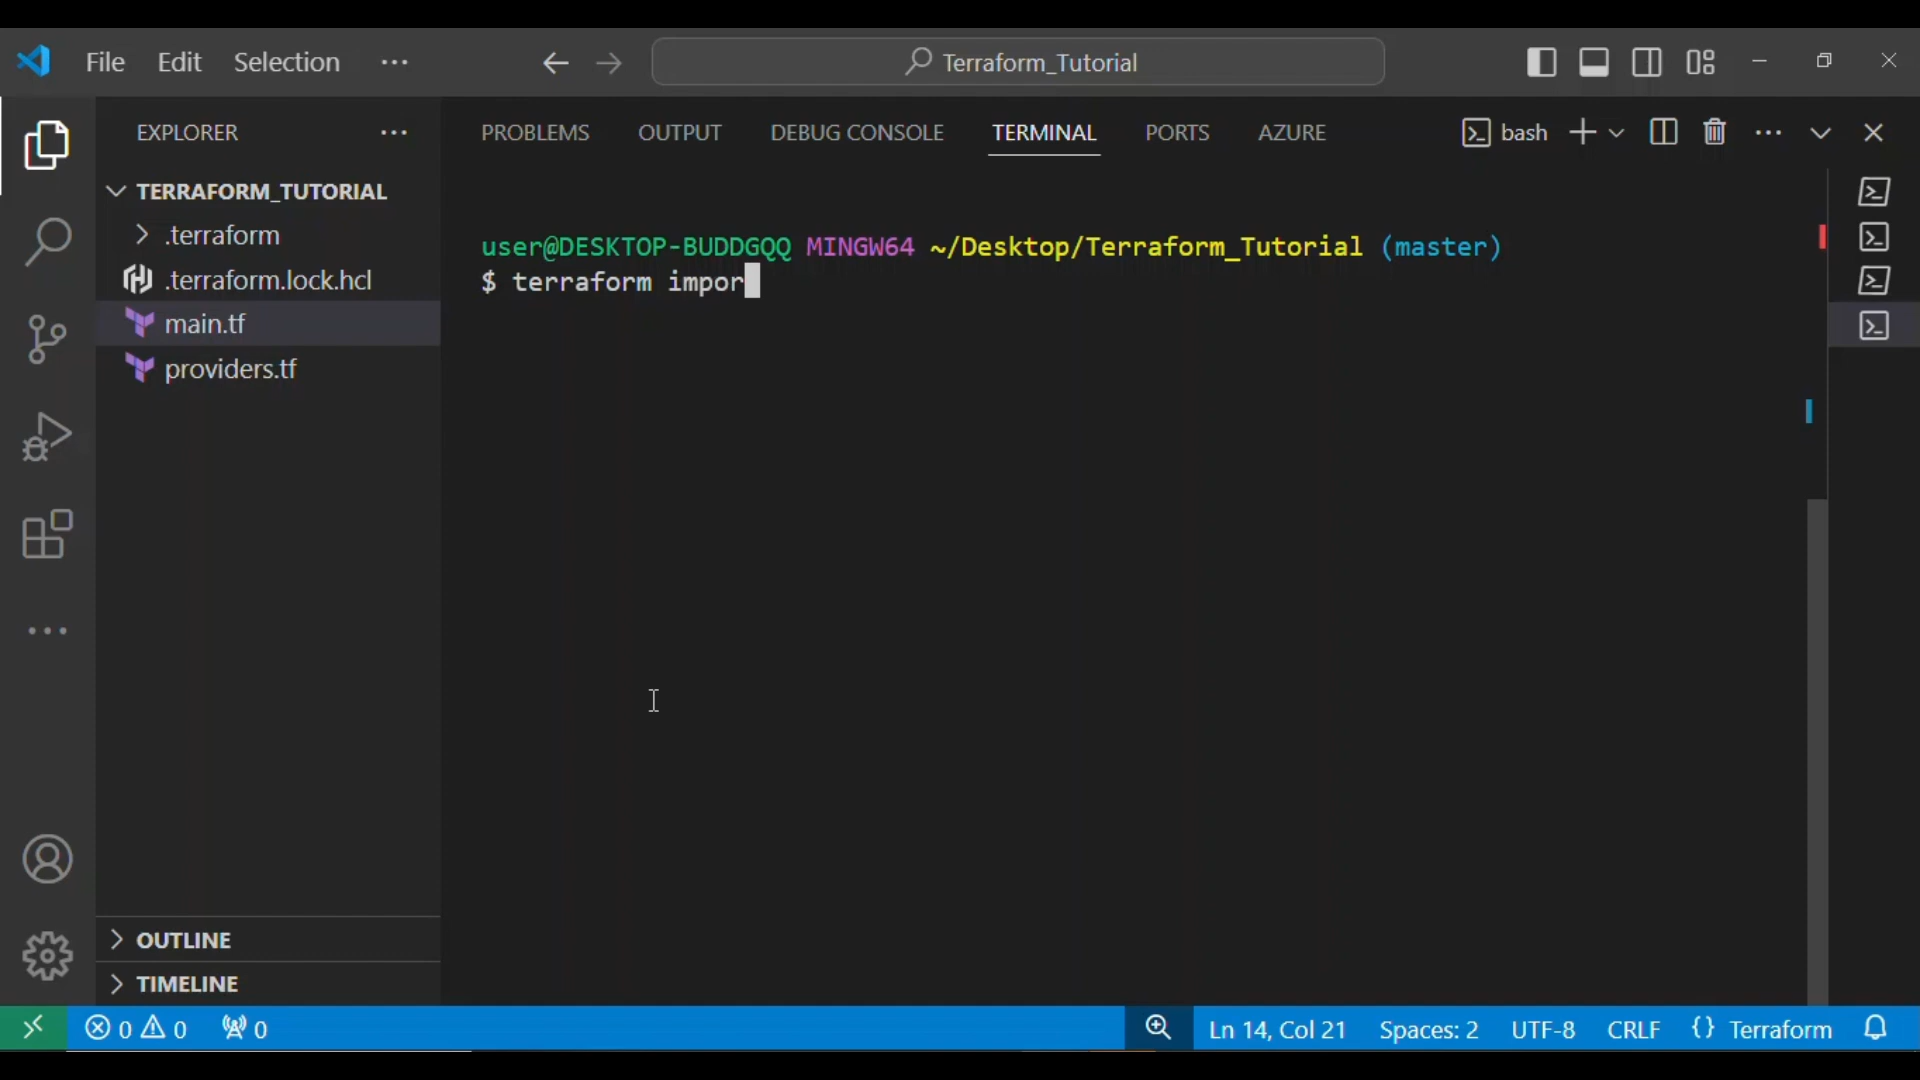 File Edit Selection ··· Terraform_Tutorial
EXPLORER ···
PROBLEMS OUTPUT DEBUG CONSOLE TERMINAL PORTS AZURE bash ···
TERRAFORM_TUTORIAL
.terraform
.terraform.lock.hcl
main.tf
providers.tf
user@DESKTOP-BUDDGQQ MINGW64 ~/Desktop/Terraform_Tutorial (master)
$ terraform impor
OUTLINE
TIMELINE
0 0 0 Ln 14, Col 21 Spaces: 2 UTF-8 CRLF {} Terraform